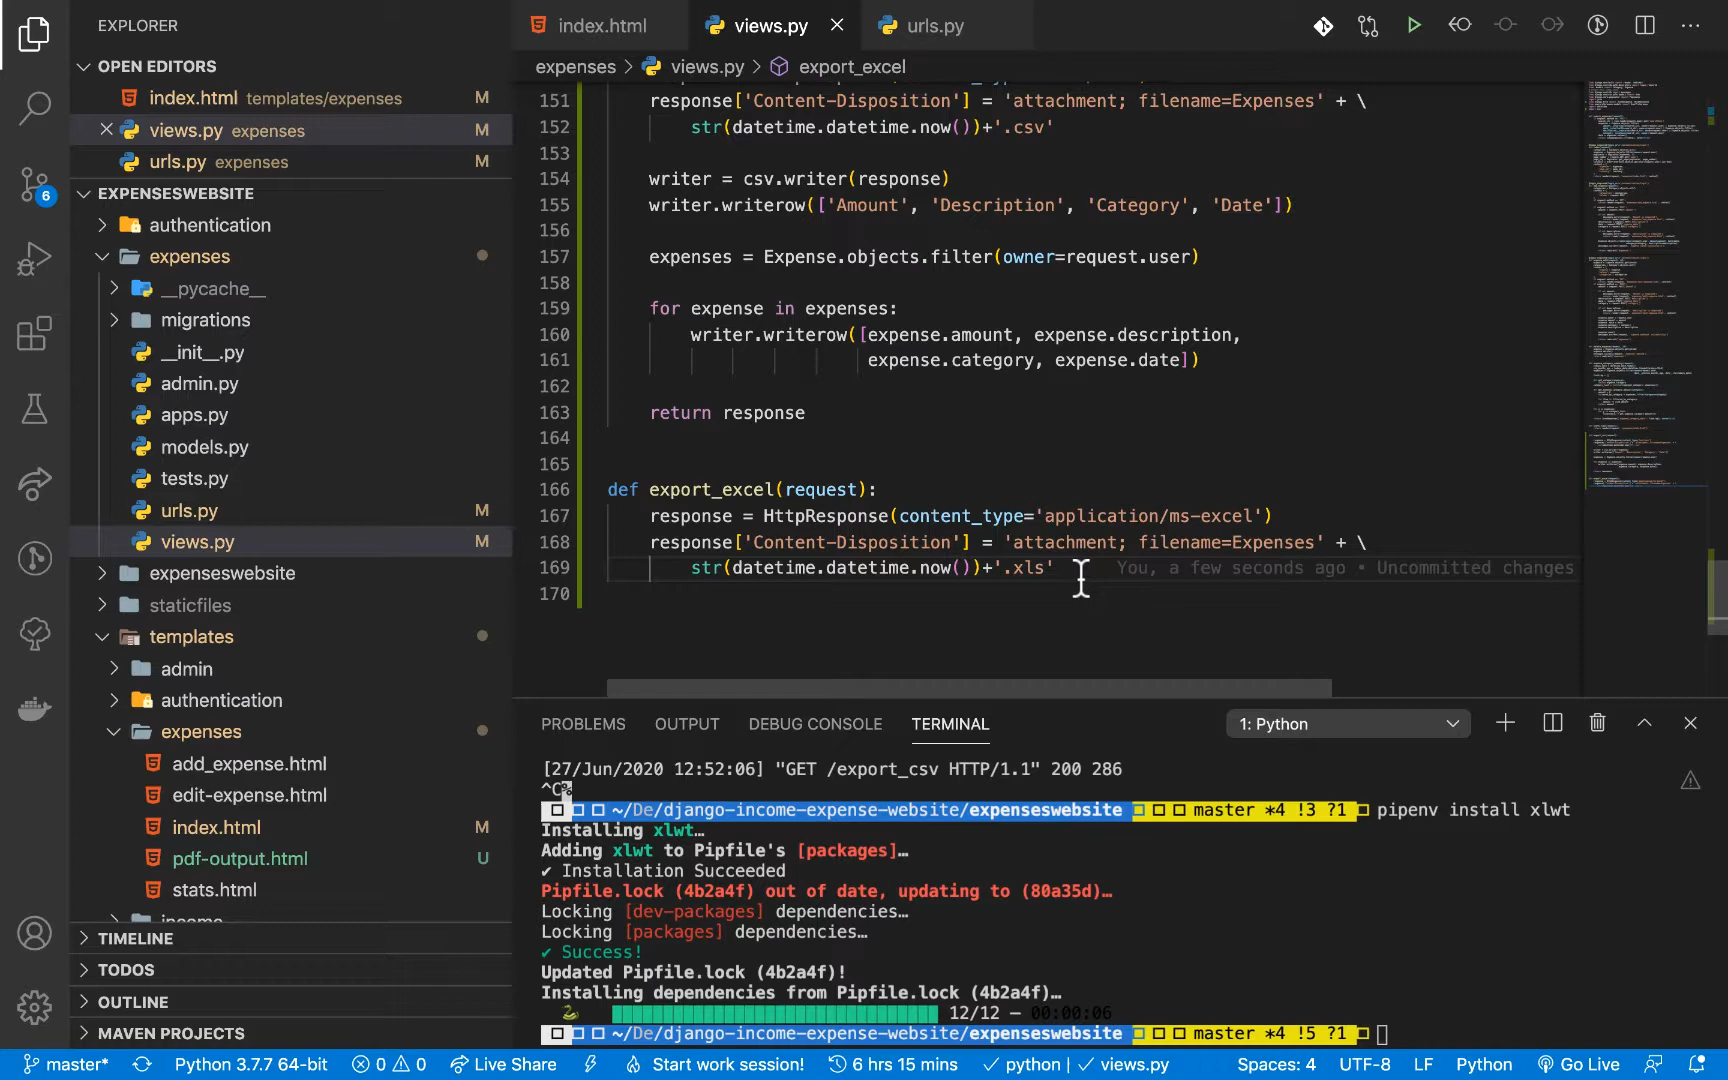 EXPLORER
index.html
views.py
urls.py
OPEN EDITORS
expenses
views.py
export_excel
index.html templates/expenses M
views.py expenses M
urls.py expenses M
EXPENSESWEBSITE
authentication
expenses
__pycache__
migrations
__init__.py
admin.py
apps.py
models.py
tests.py
urls.py M
views.py M
expenseswebsite
staticfiles
templates
admin
authentication
expenses
add_expense.html
edit-expense.html
index.html M
pdf-output.html U
stats.html
TIMELINE
TODOS
OUTLINE
MAVEN PROJECTS
6
151 response['Content-Disposition'] = 'attachment; filename=Expenses' + \
152 str(datetime.datetime.now())+'.csv'
153
154 writer = csv.writer(response)
155 writer.writerow(['Amount', 'Description', 'Category', 'Date'])
156
157 expenses = Expense.objects.filter(owner=request.user)
158
159 for expense in expenses:
160 writer.writerow([expense.amount, expense.description,
161 expense.category, expense.date])
162
163 return response
164
165
166 def export_excel(request):
167 response = HttpResponse(content_type='application/ms-excel')
168 response['Content-Disposition'] = 'attachment; filename=Expenses' + \
169 str(datetime.datetime.now())+'.xls' You, a few seconds ago • Uncommitted changes
170
PROBLEMS OUTPUT DEBUG CONSOLE TERMINAL 1: Python
[27/Jun/2020 12:52:06] "GET /export_csv HTTP/1.1" 200 286
^C%
~/De/django-income-expense-website/expenseswebsite master *4 !3 ?1 pipenv install xlwt
Installing xlwt…
Adding xlwt to Pipfile's [packages]…
✔ Installation Succeeded
Pipfile.lock (4b2a4f) out of date, updating to (80a35d)…
Locking [dev-packages] dependencies…
Locking [packages] dependencies…
✔ Success!
Updated Pipfile.lock (4b2a4f)!
Installing dependencies from Pipfile.lock (4b2a4f)…
12/12 — 00:00:06
~/De/django-income-expense-website/expenseswebsite master *4 !5 ?1
master* Python 3.7.7 64-bit 0 0 Live Share Start work session! 6 hrs 15 mins python | views.py Spaces: 4 UTF-8 LF Python Go Live